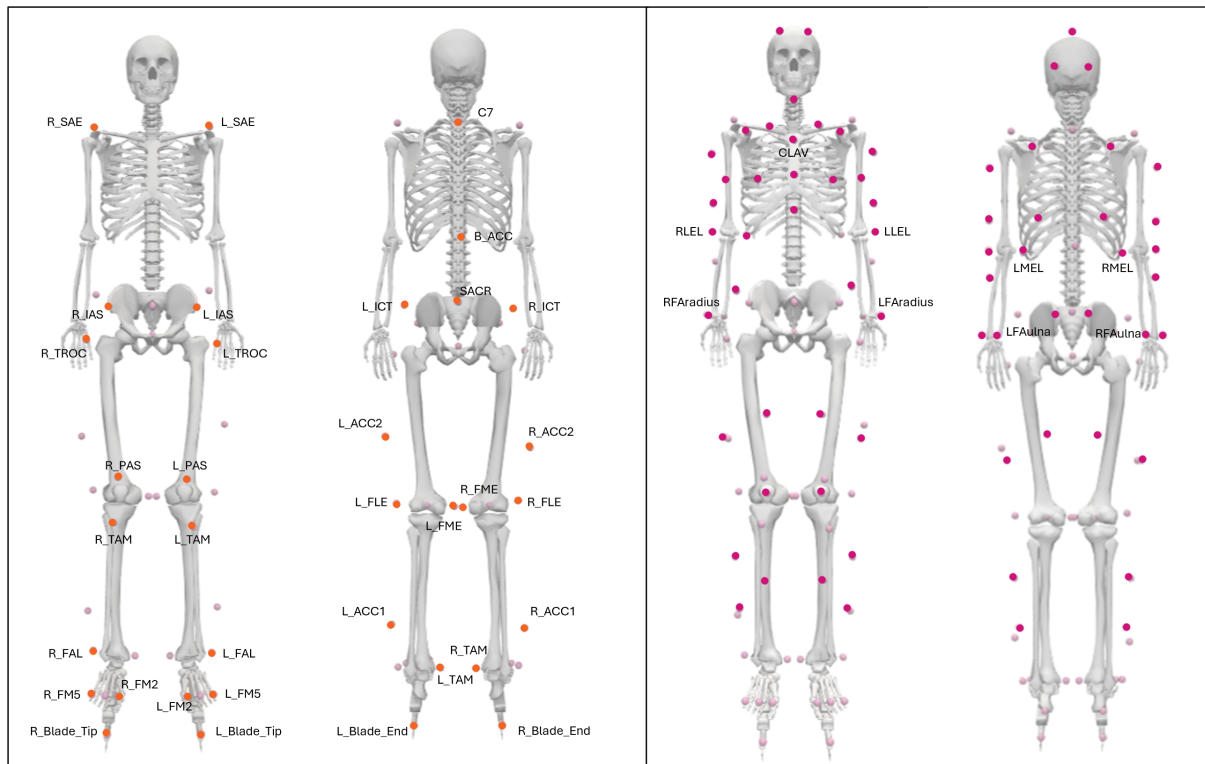 R_SAE
L_SAE
R_IAS
L_IAS
R_TROC
L_TROC
R_PAS
L_PAS
R_TAM
L_TAM
R_FAL
L_FAL
R_FM5
R_FM2
L_FM2
L_FM5
R_Blade_Tip
L_Blade_Tip
C7
B_ACC
SACR
L_ICT
R_ICT
L_ACC2
R_ACC2
R_FME
L_FLE
R_FLE
L_FME
L_ACC1
R_ACC1
R_TAM
L_TAM
L_Blade_End
R_Blade_End
CLAV
RLEL
LLEL
RFAradius
LFAradius
LMEL
RMEL
LFAulna
RFAulna